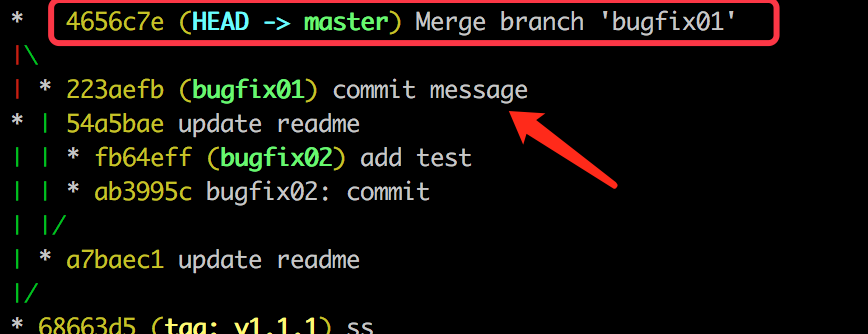 * 4656c7e (HEAD -> master) Merge branch 'bugfix01'
|\
| * 223aefb (bugfix01) commit message
* | 54a5bae update readme
| | * fb64eff (bugfix02) add test
| | * ab3995c bugfix02: commit
| |/
| * a7baec1 update readme
|/
* 68663d5 (tag: v1.1.1) ss